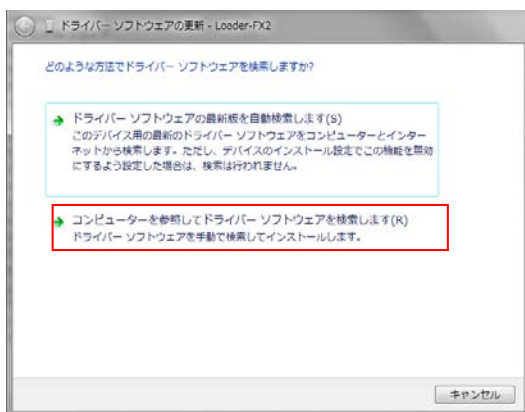 ドライバー ソフトウェアの更新 - Loader-FX2
どのような方法でドライバー ソフトウェアを検索しますか?
ドライバー ソフトウェアの最新版を自動検索します(S)
このデバイス用の最新のドライバー ソフトウェアをコンピューターとインター
ネットから検索します。ただし、デバイスのインストール設定でこの機能を無効
にするよう設定した場合は、検索は行われません。
コンピューターを参照してドライバー ソフトウェアを検索します(R)
ドライバー ソフトウェアを手動で検索してインストールします。
キャンセル